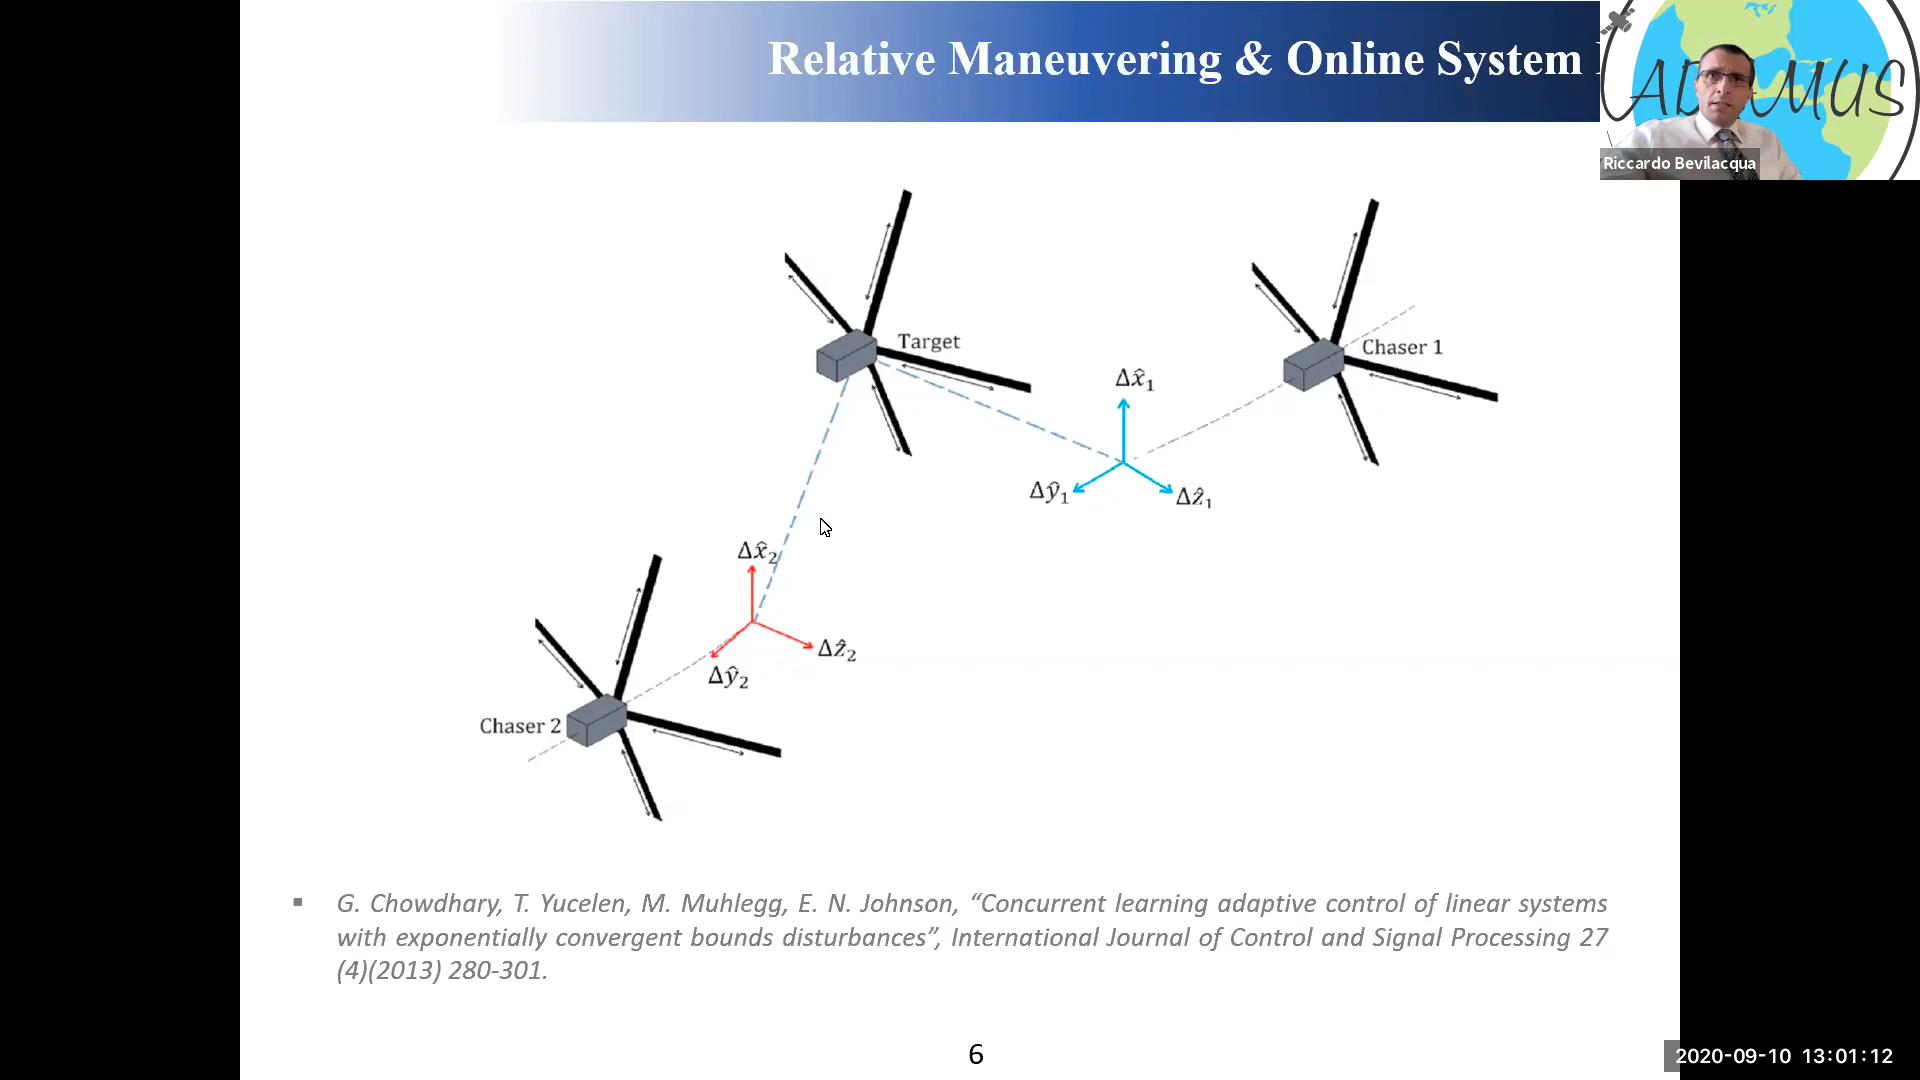 Relative Maneuvering & Online System
ADAMUS
Riccardo Bevilacqua
Target
Chaser 1
Δx̂₁
Δŷ₁
Δẑ₁
Δx̂₂
Δẑ₂
Δŷ₂
Chaser 2
▪ G. Chowdhary, T. Yucelen, M. Muhlegg, E. N. Johnson, “Concurrent learning adaptive control of linear systems
with exponentially convergent bounds disturbances”, International Journal of Control and Signal Processing 27
(4)(2013) 280-301.
6
2020-09-10 13:01:12